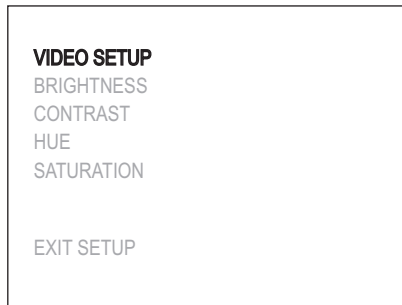 VIDEO SETUP
BRIGHTNESS
CONTRAST
HUE
SATURATION
EXIT SETUP